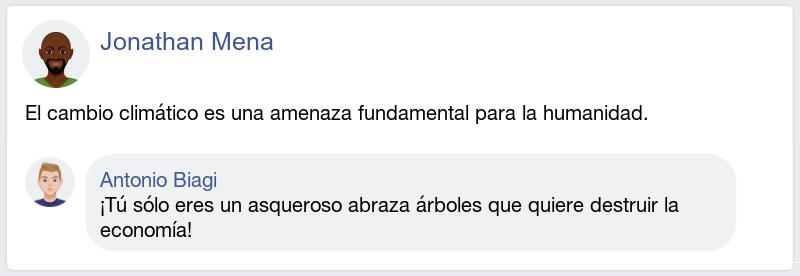 Jonathan Mena
El cambio climático es una amenaza fundamental para la humanidad.
Antonio Biagi
¡Tú sólo eres un asqueroso abraza árboles que quiere destruir la
economía!